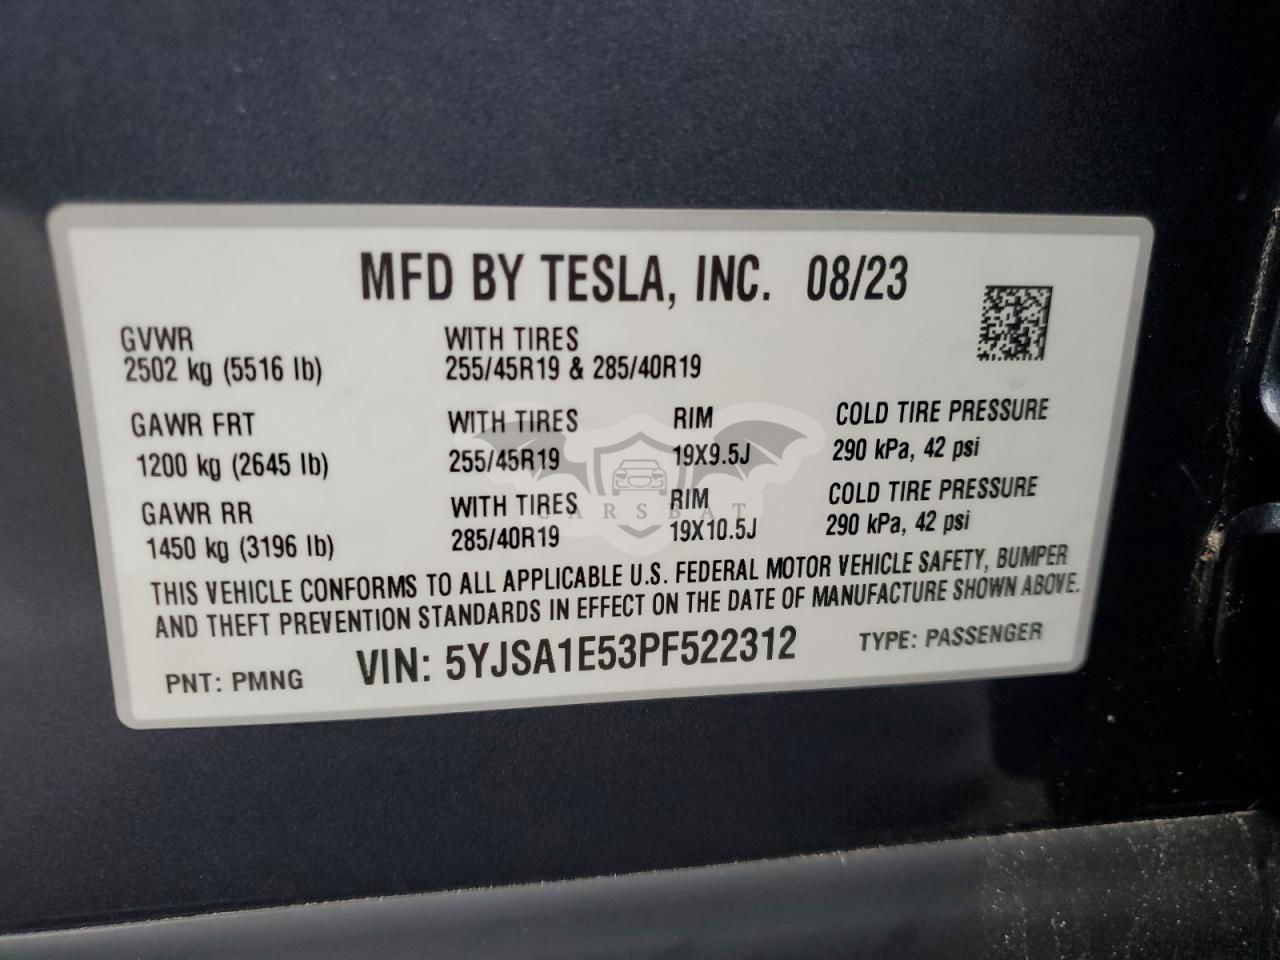 MFD BY TESLA, INC. 08/23
GVWR WITH TIRES
2502 kg (5516 lb) 255/45R19 & 285/40R19
GAWR FRT WITH TIRES RIM COLD TIRE PRESSURE
1200 kg (2645 lb) 255/45R19 19X9.5J 290 kPa, 42 psi
GAWR RR WITH TIRES RIM COLD TIRE PRESSURE
1450 kg (3196 lb) 285/40R19 19X10.5J 290 kPa, 42 psi
CARSBAT
THIS VEHICLE CONFORMS TO ALL APPLICABLE U.S. FEDERAL MOTOR VEHICLE SAFETY, BUMPER
AND THEFT PREVENTION STANDARDS IN EFFECT ON THE DATE OF MANUFACTURE SHOWN ABOVE.
PNT: PMNG VIN: 5YJSA1E53PF522312 TYPE: PASSENGER